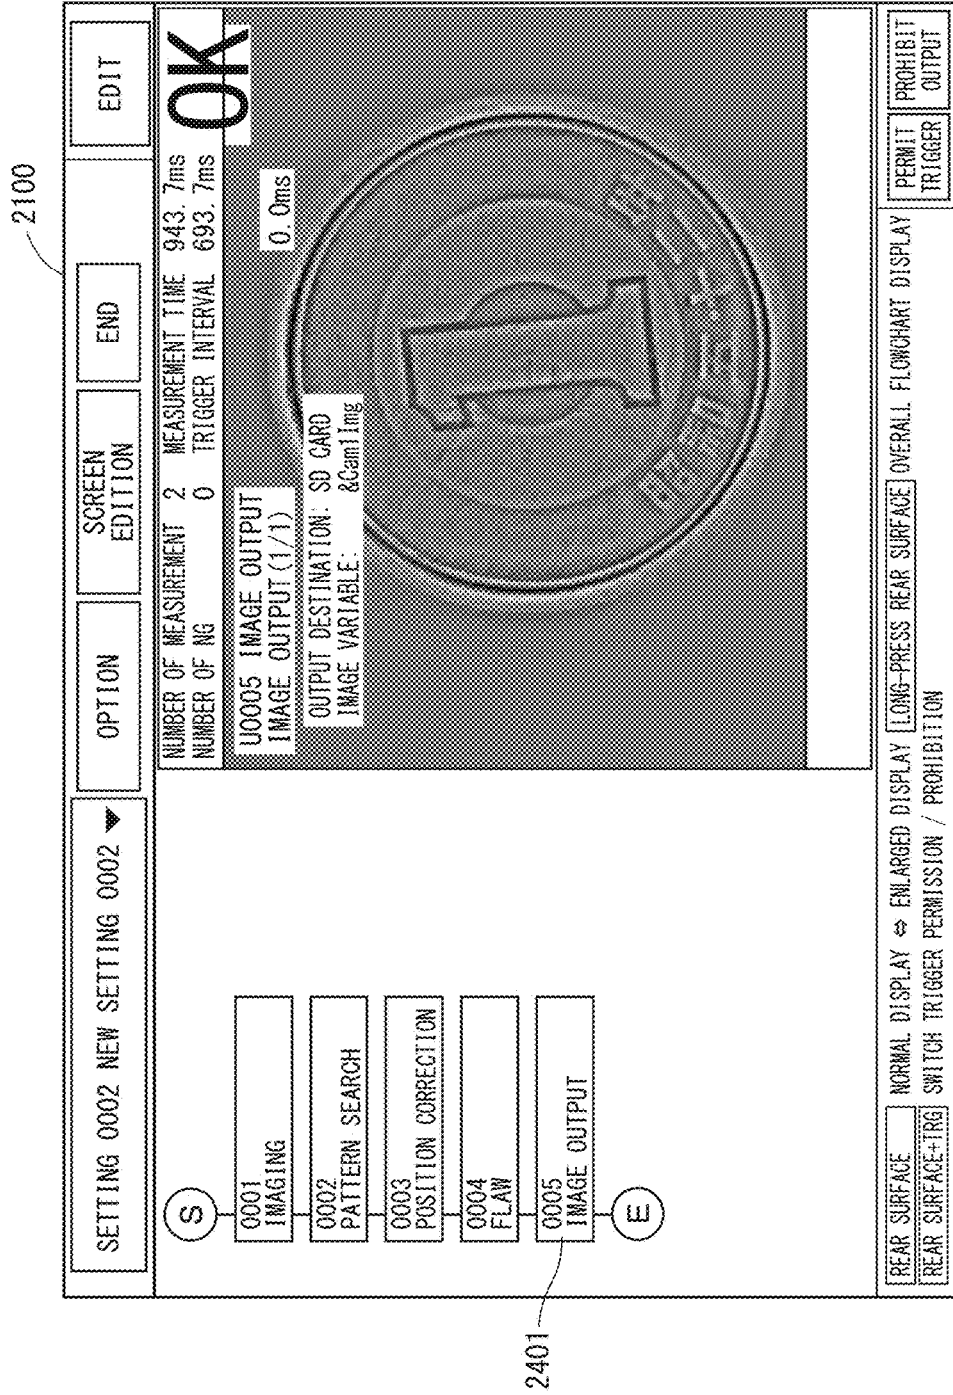 2100
SETTING 0002 NEW SETTING 0002
OPTION
SCREEN
EDITION
END
EDIT
NUMBER OF MEASUREMENT 2 MEASUREMENT TIME 943.7ms
NUMBER OF NG 0 TRIGGER INTERVAL 693.7ms
OK
U0005 IMAGE OUTPUT
IMAGE OUTPUT(1/1)
0.0ms
OUTPUT DESTINATION: SD CARD
IMAGE VARIABLE: &Cam1Img
S
0001
IMAGING
0002
PATTERN SEARCH
0003
POSITION CORRECTION
0004
FLAW
0005
IMAGE OUTPUT
E
2401
REAR SURFACE NORMAL DISPLAY ⇔ ENLARGED DISPLAY LONG-PRESS REAR SURFACE OVERALL FLOWCHART DISPLAY
REAR SURFACE+TRG SWITCH TRIGGER PERMISSION / PROHIBITION
PERMIT
TRIGGER
PROHIBIT
OUTPUT